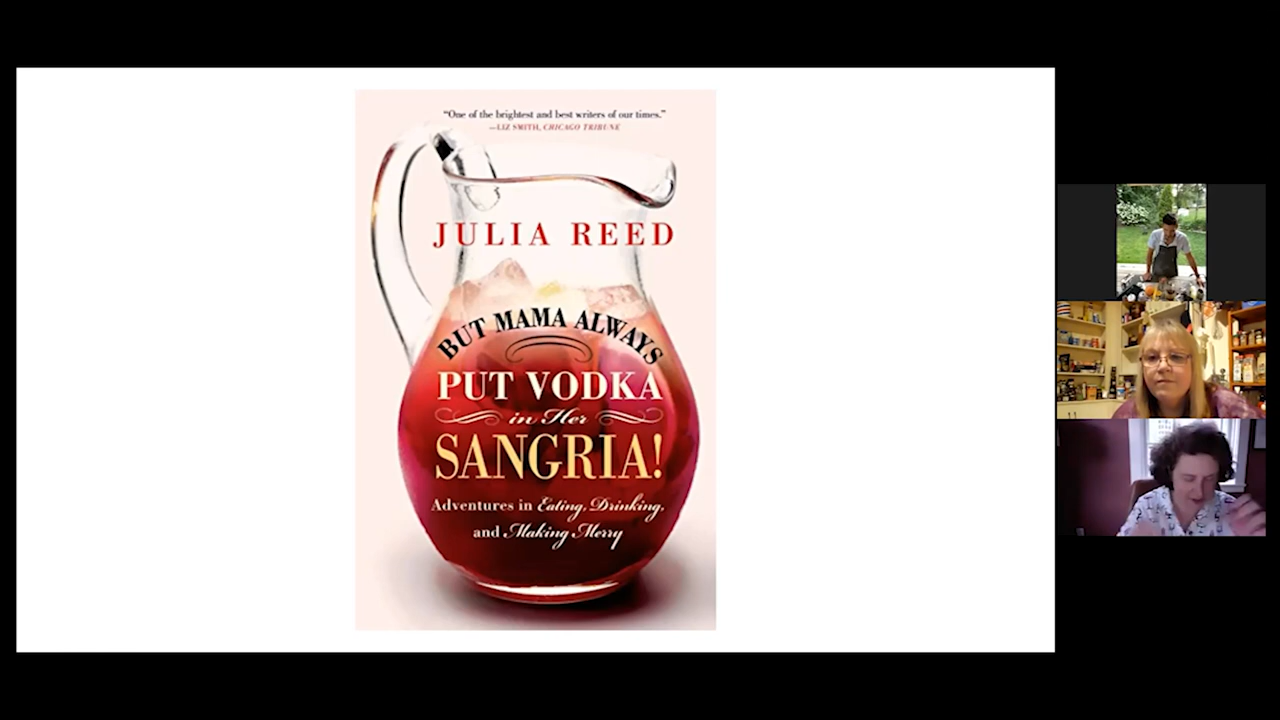 “One of the brightest and best writers of our times.”
—LIZ SMITH, CHICAGO TRIBUNE
JULIA REED
BUT MAMA ALWAYS
PUT VODKA
in Her
SANGRIA!
Adventures in Eating, Drinking,
and Making Merry